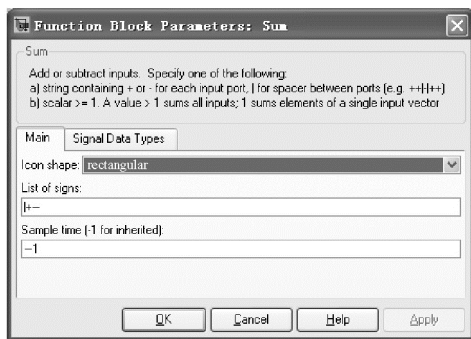 Function Block Parameters: Sum
Sum
Add or subtract inputs. Specify one of the following:
a) string containing + or - for each input port, | for spacer between ports (e.g. ++|-|++)
b) scalar >= 1. A value > 1 sums all inputs; 1 sums elements of a single input vector
Main Signal Data Types
Icon shape: rectangular
List of signs:
|+-
Sample time (-1 for inherited):
-1
OK Cancel Help Apply